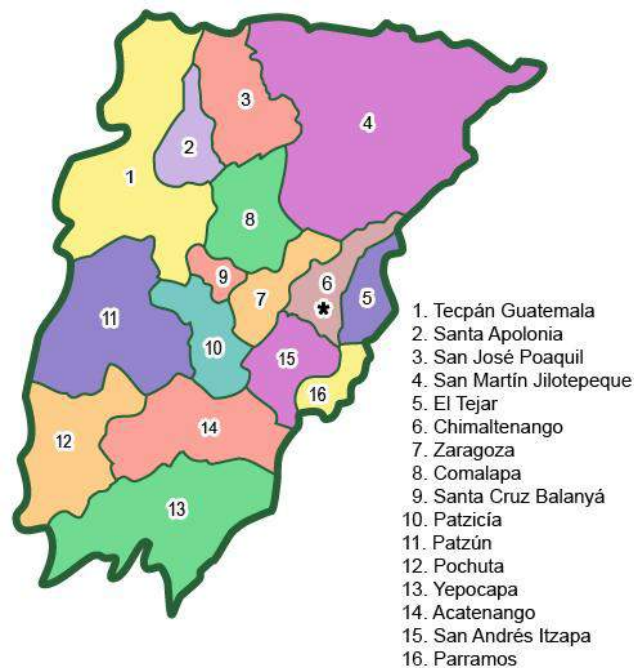 3
4
2
1
8
6
9
5
7
11
10
15
16
12
14
13
*
1. Tecpán Guatemala
2. Santa Apolonia
3. San José Poaquil
4. San Martín Jilotepeque
5. El Tejar
6. Chimaltenango
7. Zaragoza
8. Comalapa
9. Santa Cruz Balanyá
10. Patzicía
11. Patzún
12. Pochuta
13. Yepocapa
14. Acatenango
15. San Andrés Itzapa
16. Parramos